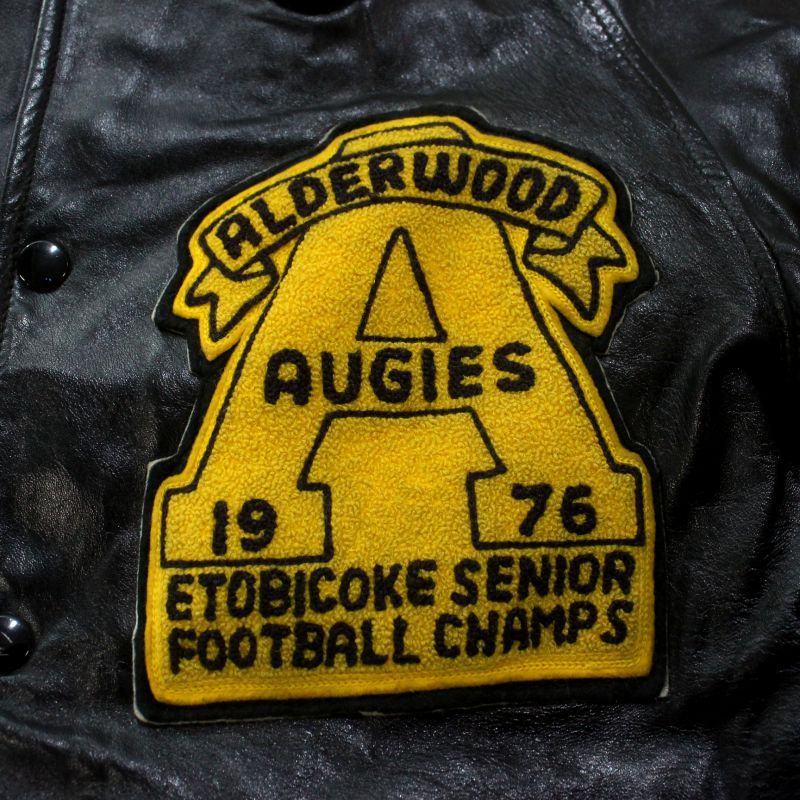 ALDERWOOD
A
AUGIES
19 76
ETOBICOKE SENIOR
FOOTBALL CHAMPS